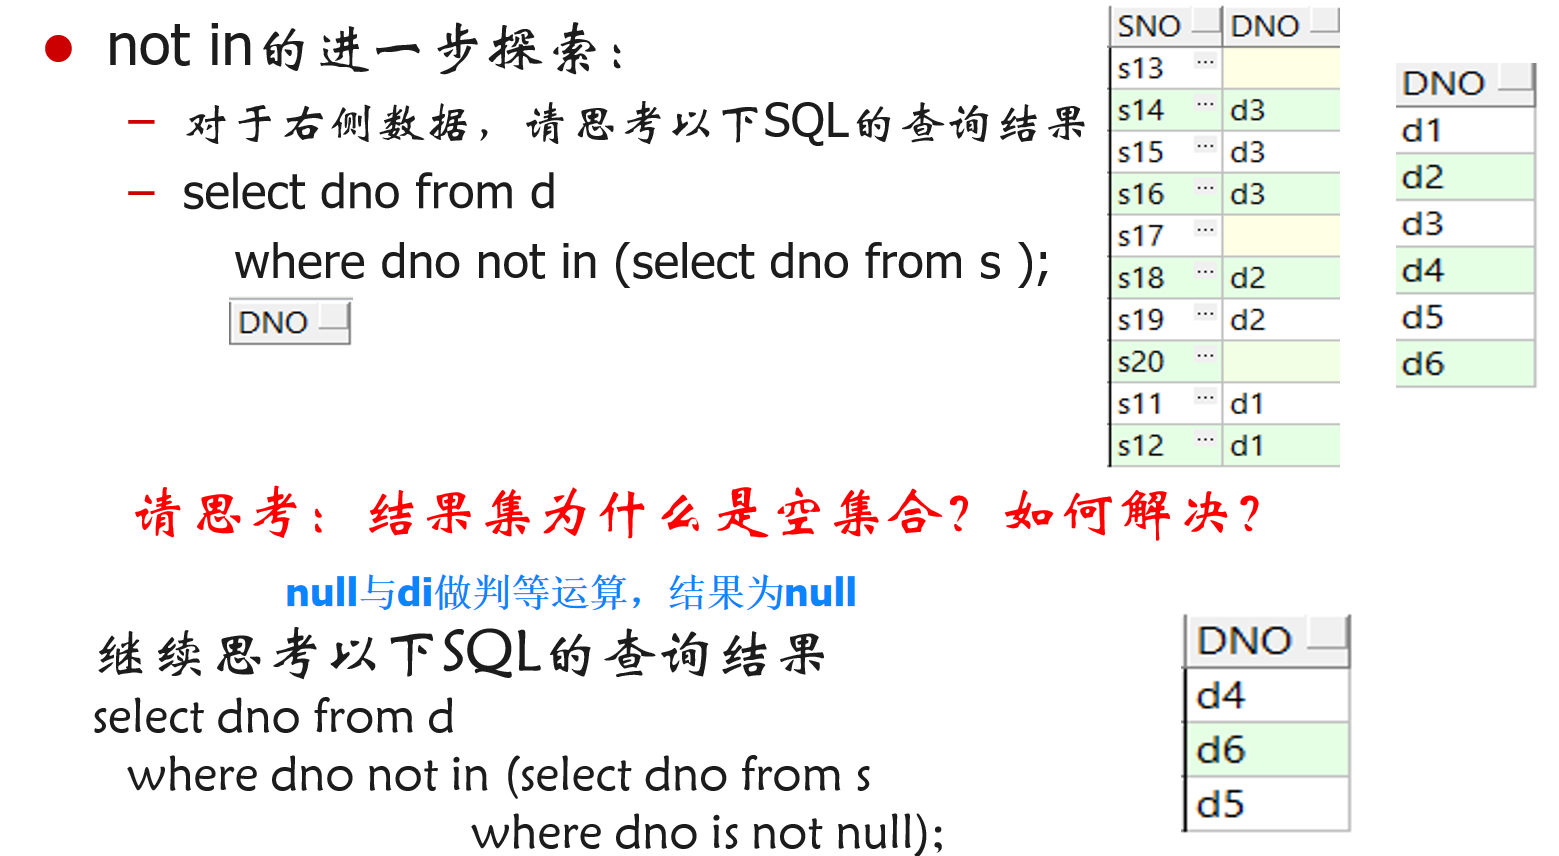 not in的进一步探索：
对于右侧数据，请思考以下SQL的查询结果
select dno from d
where dno not in (select dno from s );
DNO
SNO DNO
s13 ...
s14 ... d3
s15 ... d3
s16 ... d3
s17 ...
s18 ... d2
s19 ... d2
s20 ...
s11 ... d1
s12 ... d1
DNO
d1
d2
d3
d4
d5
d6
请思考：结果集为什么是空集合？如何解决？
null与di做判等运算，结果为null
继续思考以下SQL的查询结果
select dno from d
where dno not in (select dno from s
where dno is not null);
DNO
d4
d6
d5